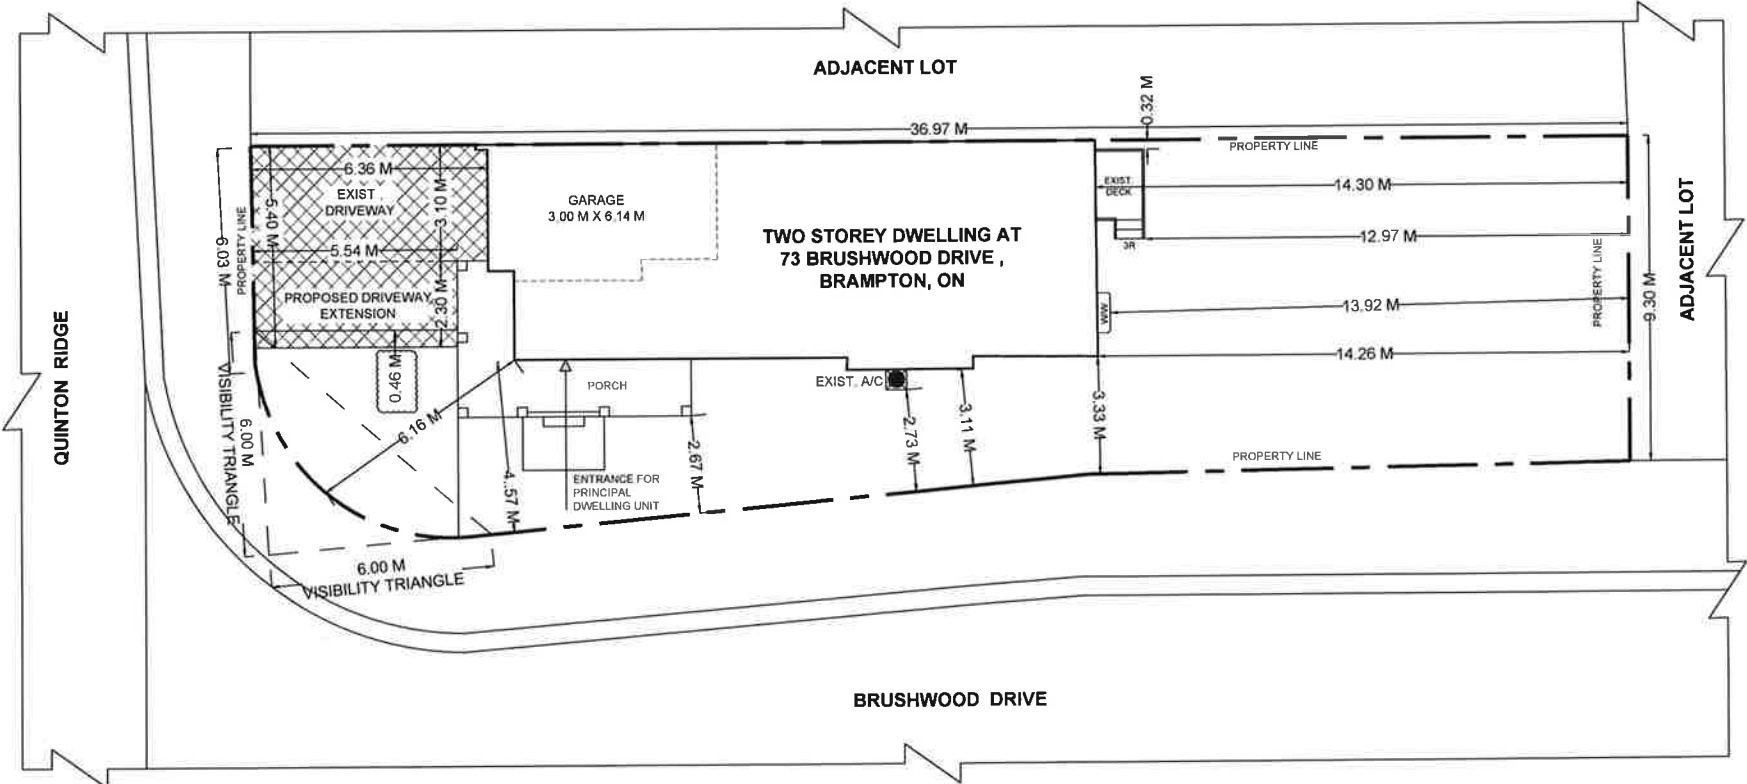 ADJACENT LOT
0.32 M
36.97 M
PROPERTY LINE
6.36 M
EXIST.
DRIVEWAY
3.10 M
5.40 M
PROPERTY LINE
6.03 M
5.54 M
PROPOSED DRIVEWAY
EXTENSION
2.30 M
0.46 M
GARAGE
3.00 M X 6.14 M
TWO STOREY DWELLING AT
73 BRUSHWOOD DRIVE ,
BRAMPTON, ON
EXIST.
DECK
3R
14.30 M
12.97 M
WW
13.92 M
14.26 M
PROPERTY LINE
9.30 M
ADJACENT LOT
QUINTON RIDGE
VISIBILITY TRIANGLE
6.00 M
6.16 M
PORCH
EXIST. A/C
4..57 M
ENTRANCE FOR
PRINCIPAL
DWELLING UNIT
2.67 M
2.73 M
3.11 M
3.33 M
PROPERTY LINE
6.00 M
VISIBILITY TRIANGLE
BRUSHWOOD DRIVE